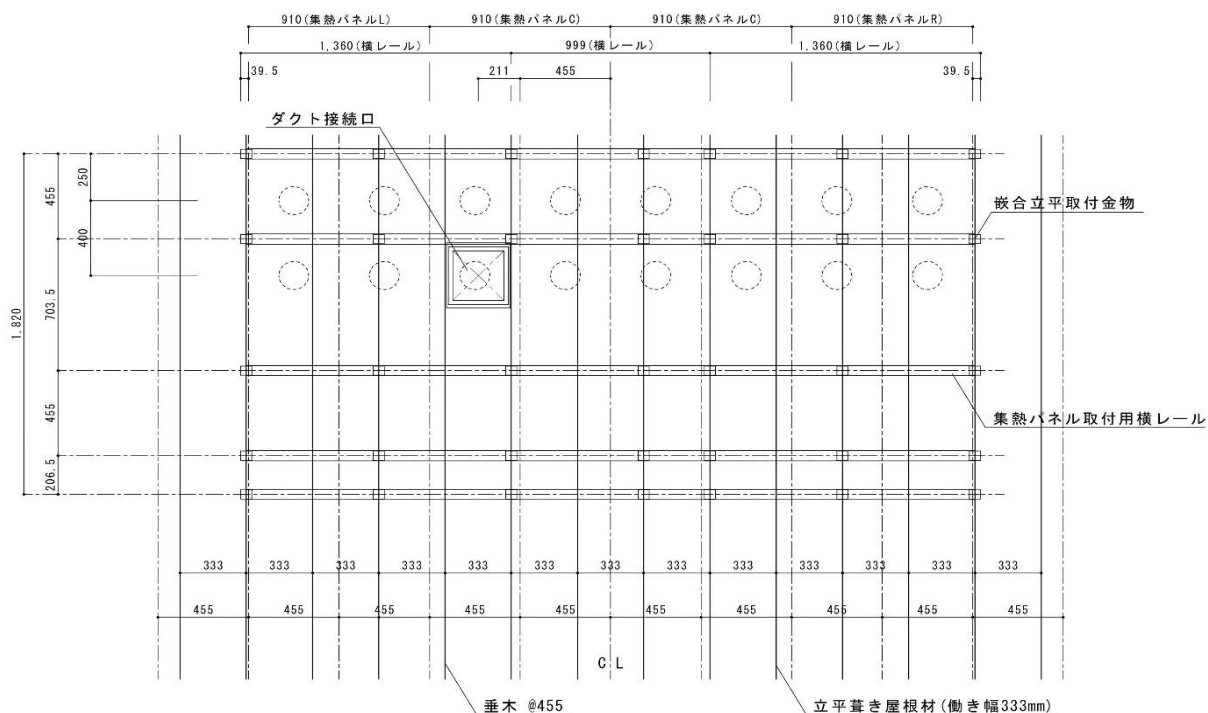 910(集熱パネルL)
910(集熱パネルC)
910(集熱パネルC)
910(集熱パネルR)
1,360(横レール)
999(横レール)
1,360(横レール)
39.5
211
455
39.5
ダクト接続口
250
455
400
嵌合立平取付金物
703.5
1,820
455
集熱パネル取付用横レール
206.5
333
333
333
333
333
333
333
333
333
333
333
333
333
455
455
455
455
455
455
455
455
455
455
CL
垂木 @455
立平葺き屋根材(働き幅333mm)